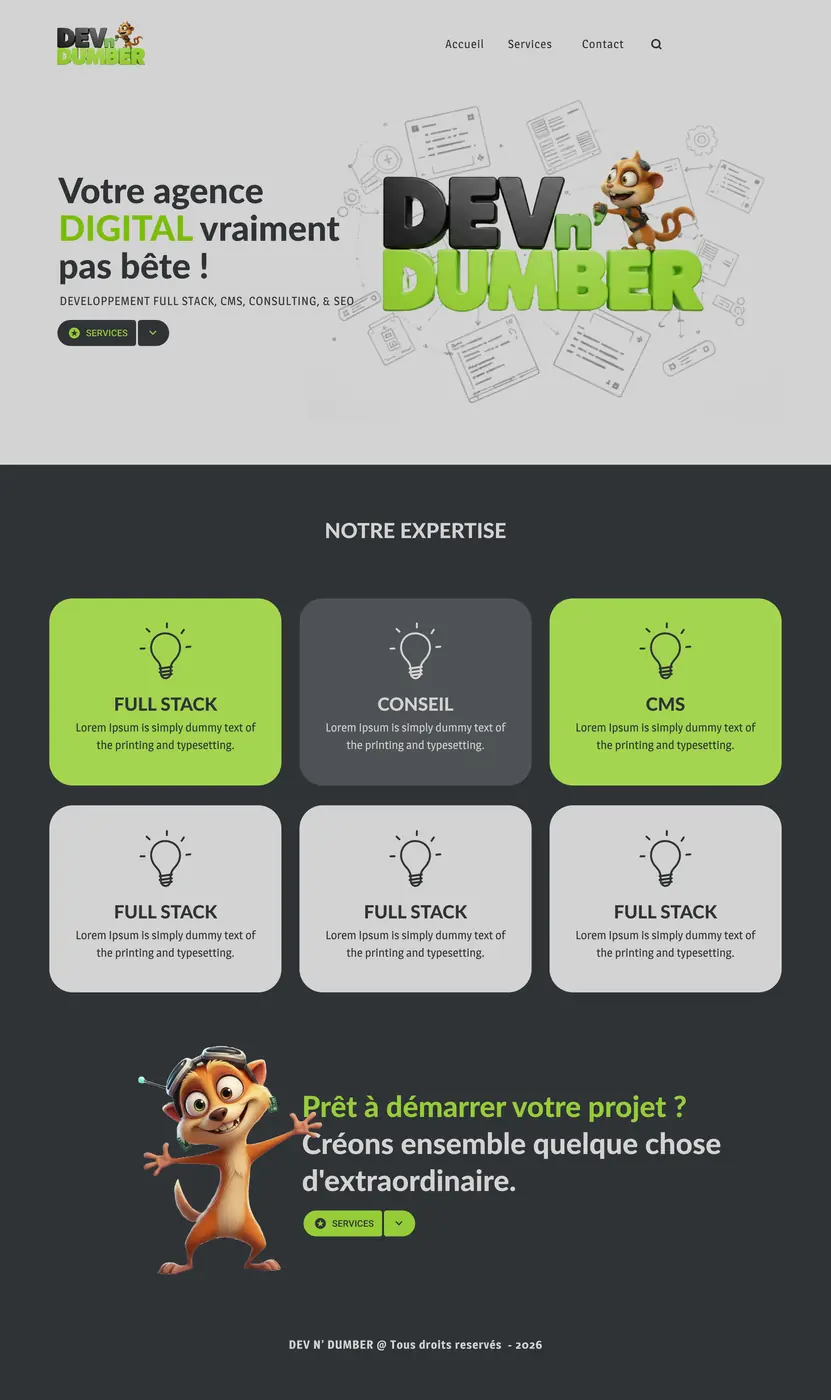 DEV n'
DUMBER
Accueil Services Contact
Votre agence
DIGITAL vraiment
pas bête !
DEVELOPPEMENT FULL STACK, CMS, CONSULTING, & SEO
SERVICES
DEV n'
DUMBER
NOTRE EXPERTISE
FULL STACK
Lorem Ipsum is simply dummy text of
the printing and typesetting.
CONSEIL
Lorem Ipsum is simply dummy text of
the printing and typesetting.
CMS
Lorem Ipsum is simply dummy text of
the printing and typesetting.
FULL STACK
Lorem Ipsum is simply dummy text of
the printing and typesetting.
FULL STACK
Lorem Ipsum is simply dummy text of
the printing and typesetting.
FULL STACK
Lorem Ipsum is simply dummy text of
the printing and typesetting.
Prêt à démarrer votre projet ?
Créons ensemble quelque chose
d'extraordinaire.
SERVICES
DEV N' DUMBER @ Tous droits reservés - 2026